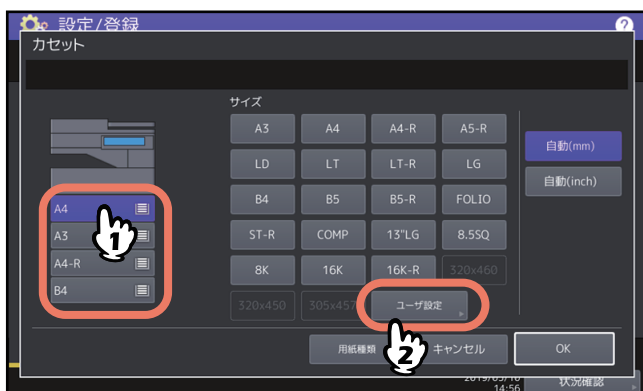 設定/登録
?
カセット
サイズ
A3 A4 A4-R A5-R
自動(mm)
LD LT LT-R LG
自動(inch)
B4 B5 B5-R FOLIO
A4
ST-R COMP 13"LG 8.5SQ
A3
1
8K 16K 16K-R 320x460
A4-R
B4
320x450 305x457 ユーザ設定
用紙種類 キャンセル OK
2
14:56 状況確認